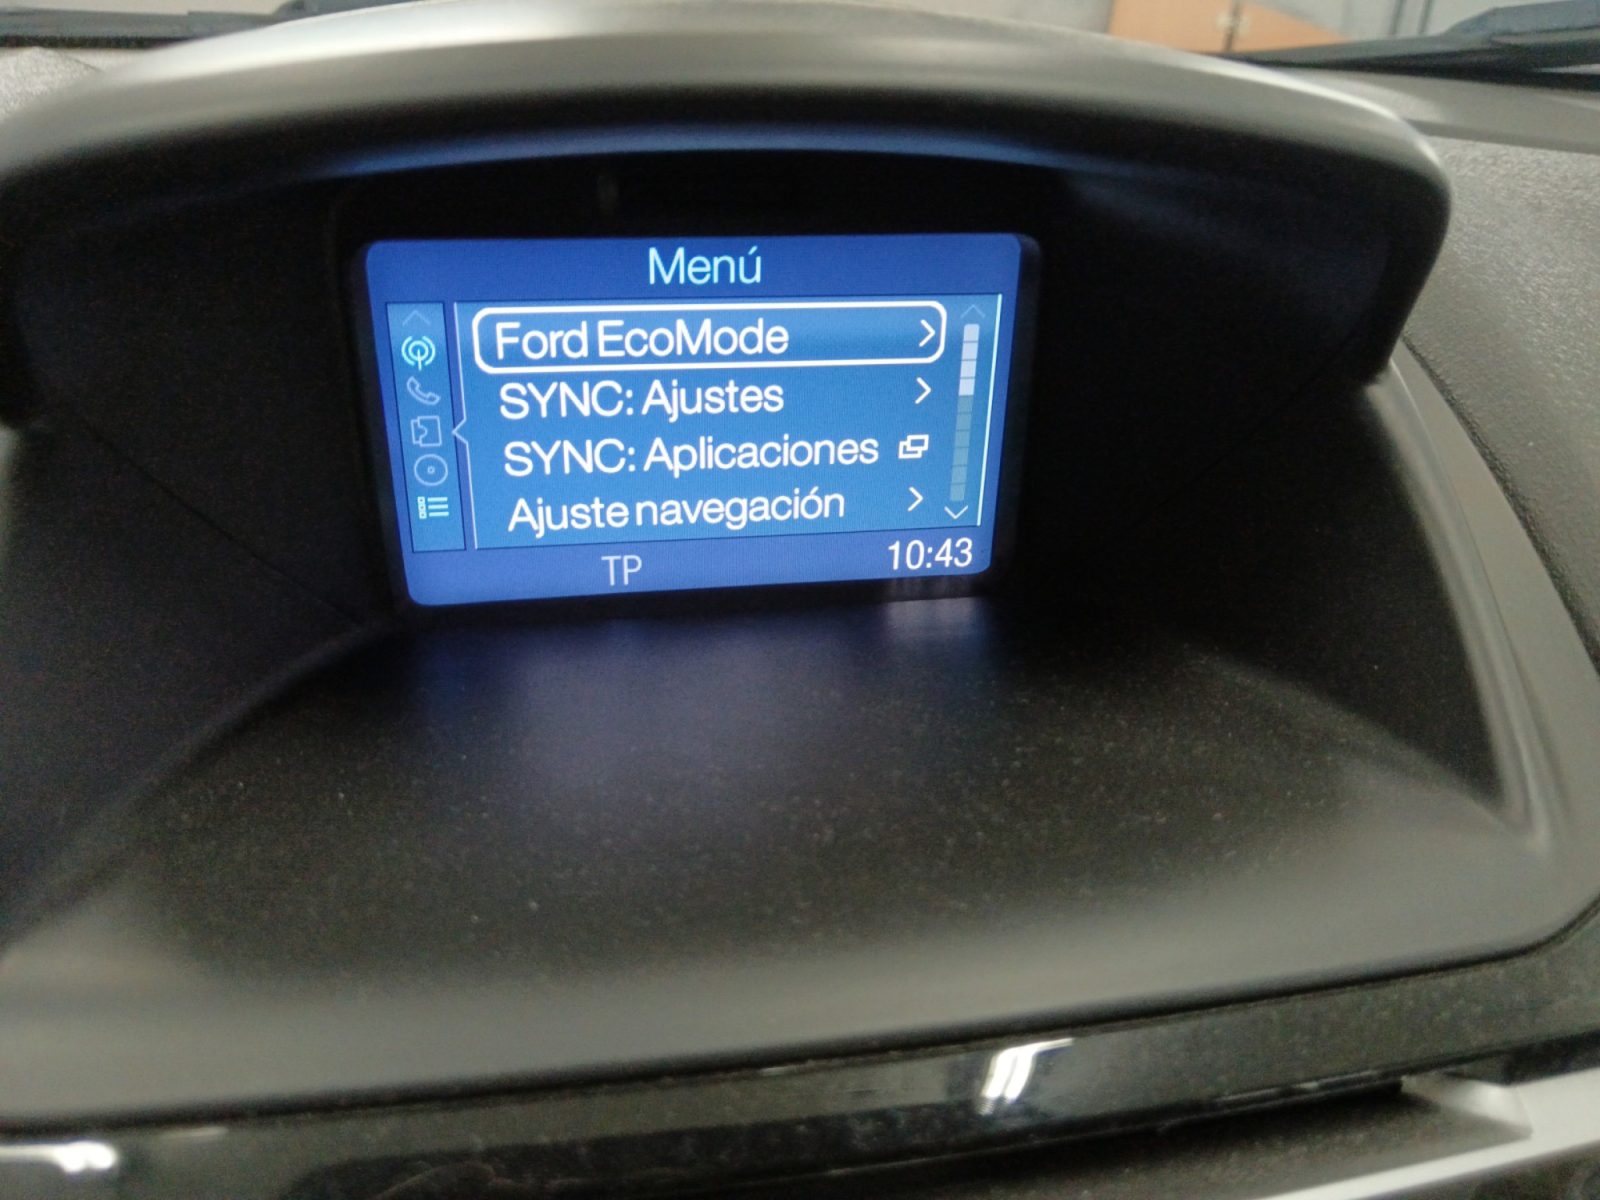 Menú
Ford EcoMode
SYNC: Ajustes
SYNC: Aplicaciones
Ajuste navegación
TP
10:43